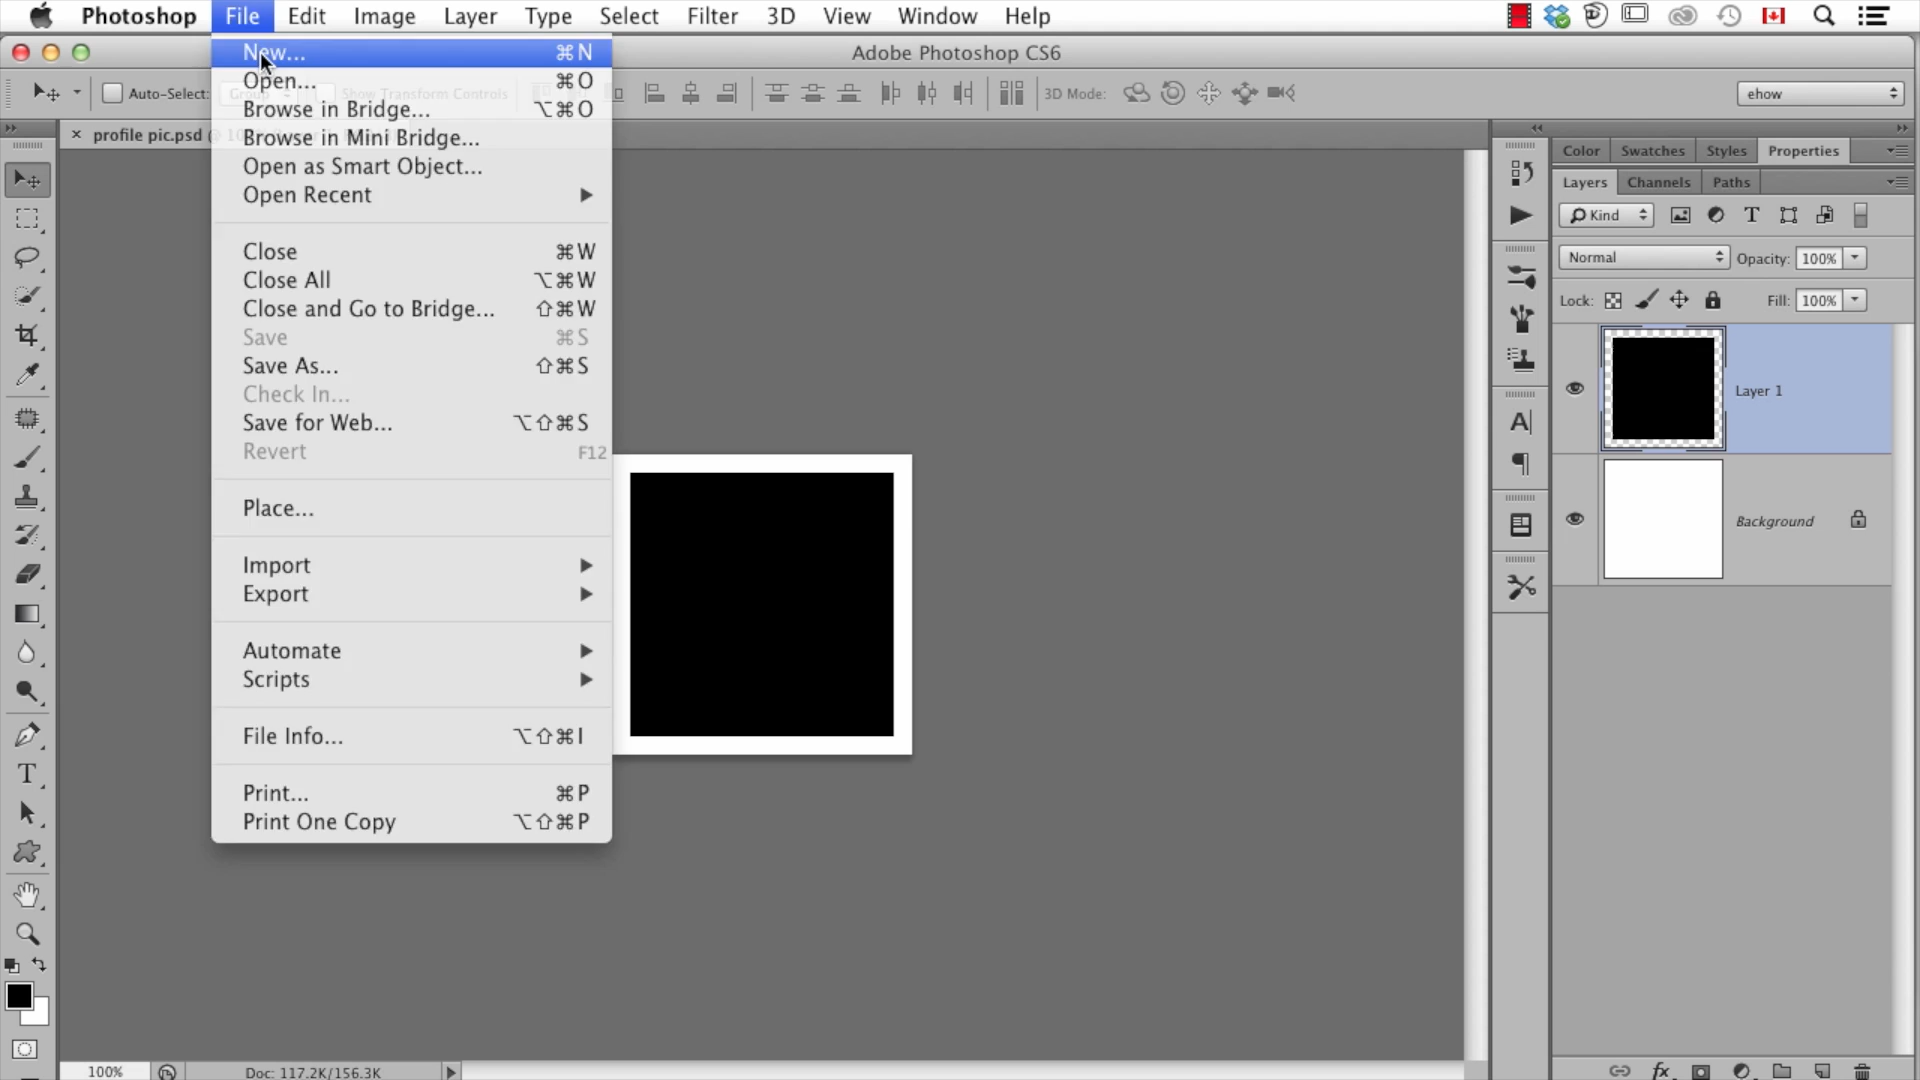 Photoshop File Edit Image Layer Type Select Filter 3D View Window Help
Adobe Photoshop CS6
Auto-Select: Group Show Transform Controls 3D Mode: ehow
profile pic.psd @
New... ⌘N
Open... ⌘O
Browse in Bridge... ⌥⌘O
Browse in Mini Bridge...
Open as Smart Object...
Open Recent
Close ⌘W
Close All ⌥⌘W
Close and Go to Bridge... ⇧⌘W
Save ⌘S
Save As... ⇧⌘S
Check In...
Save for Web... ⌥⇧⌘S
Revert F12
Place...
Import
Export
Automate
Scripts
File Info... ⌥⇧⌘I
Print... ⌘P
Print One Copy ⌥⇧⌘P
Color Swatches Styles Properties
Layers Channels Paths
Kind
Normal Opacity: 100%
Lock: Fill: 100%
Layer 1
Background
100% Doc: 117.2K/156.3K